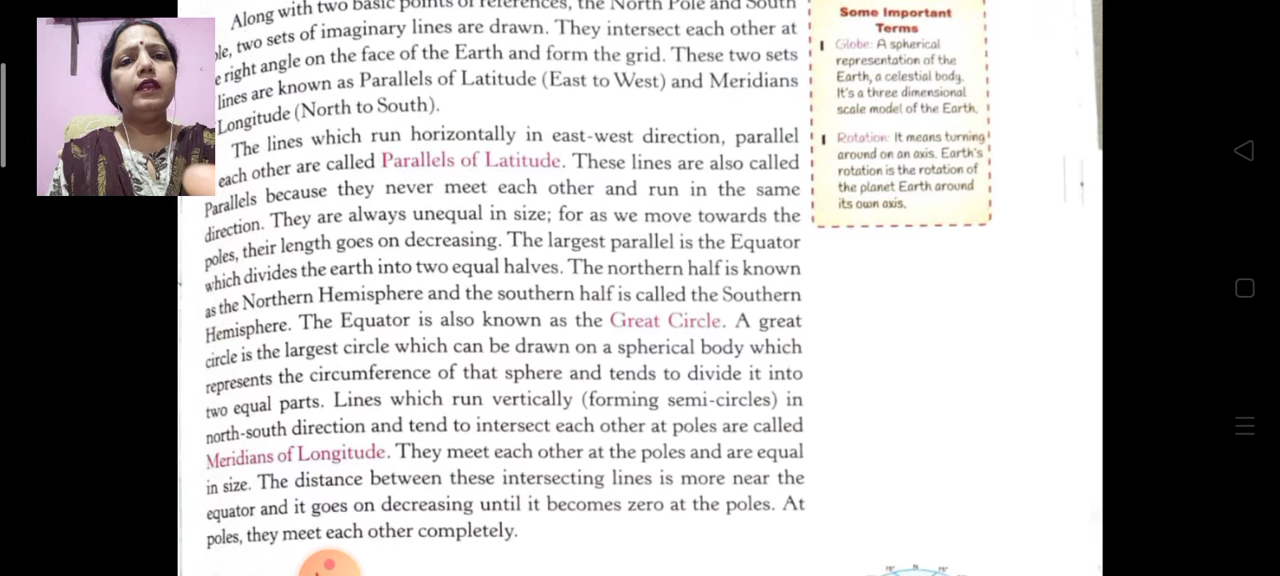 Along with two basic points of references, the North Pole and South
two sets of imaginary lines are drawn. They intersect each other at
right angle on the face of the Earth and form the grid. These two sets
lines are known as Parallels of Latitude (East to West) and Meridians
Longitude (North to South).
The lines which run horizontally in east-west direction, parallel
each other are called Parallels of Latitude. These lines are also called
Parallels because they never meet each other and run in the same
direction. They are always unequal in size; for as we move towards the
poles, their length goes on decreasing. The largest parallel is the Equator
which divides the earth into two equal halves. The northern half is known
as the Northern Hemisphere and the southern half is called the Southern
Hemisphere. The Equator is also known as the Great Circle. A great
circle is the largest circle which can be drawn on a spherical body which
represents the circumference of that sphere and tends to divide it into
two equal parts. Lines which run vertically (forming semi-circles) in
north-south direction and tend to intersect each other at poles are called
Meridians of Longitude. They meet each other at the poles and are equal
in size. The distance between these intersecting lines is more near the
equator and it goes on decreasing until it becomes zero at the poles. At
poles, they meet each other completely.
Some Important
Terms
Globe: A spherical
representation of the
Earth, a celestial body.
It's a three dimensional
scale model of the Earth.
Rotation: It means turning
around on an axis. Earth's
rotation is the rotation of
the planet Earth around
its own axis.